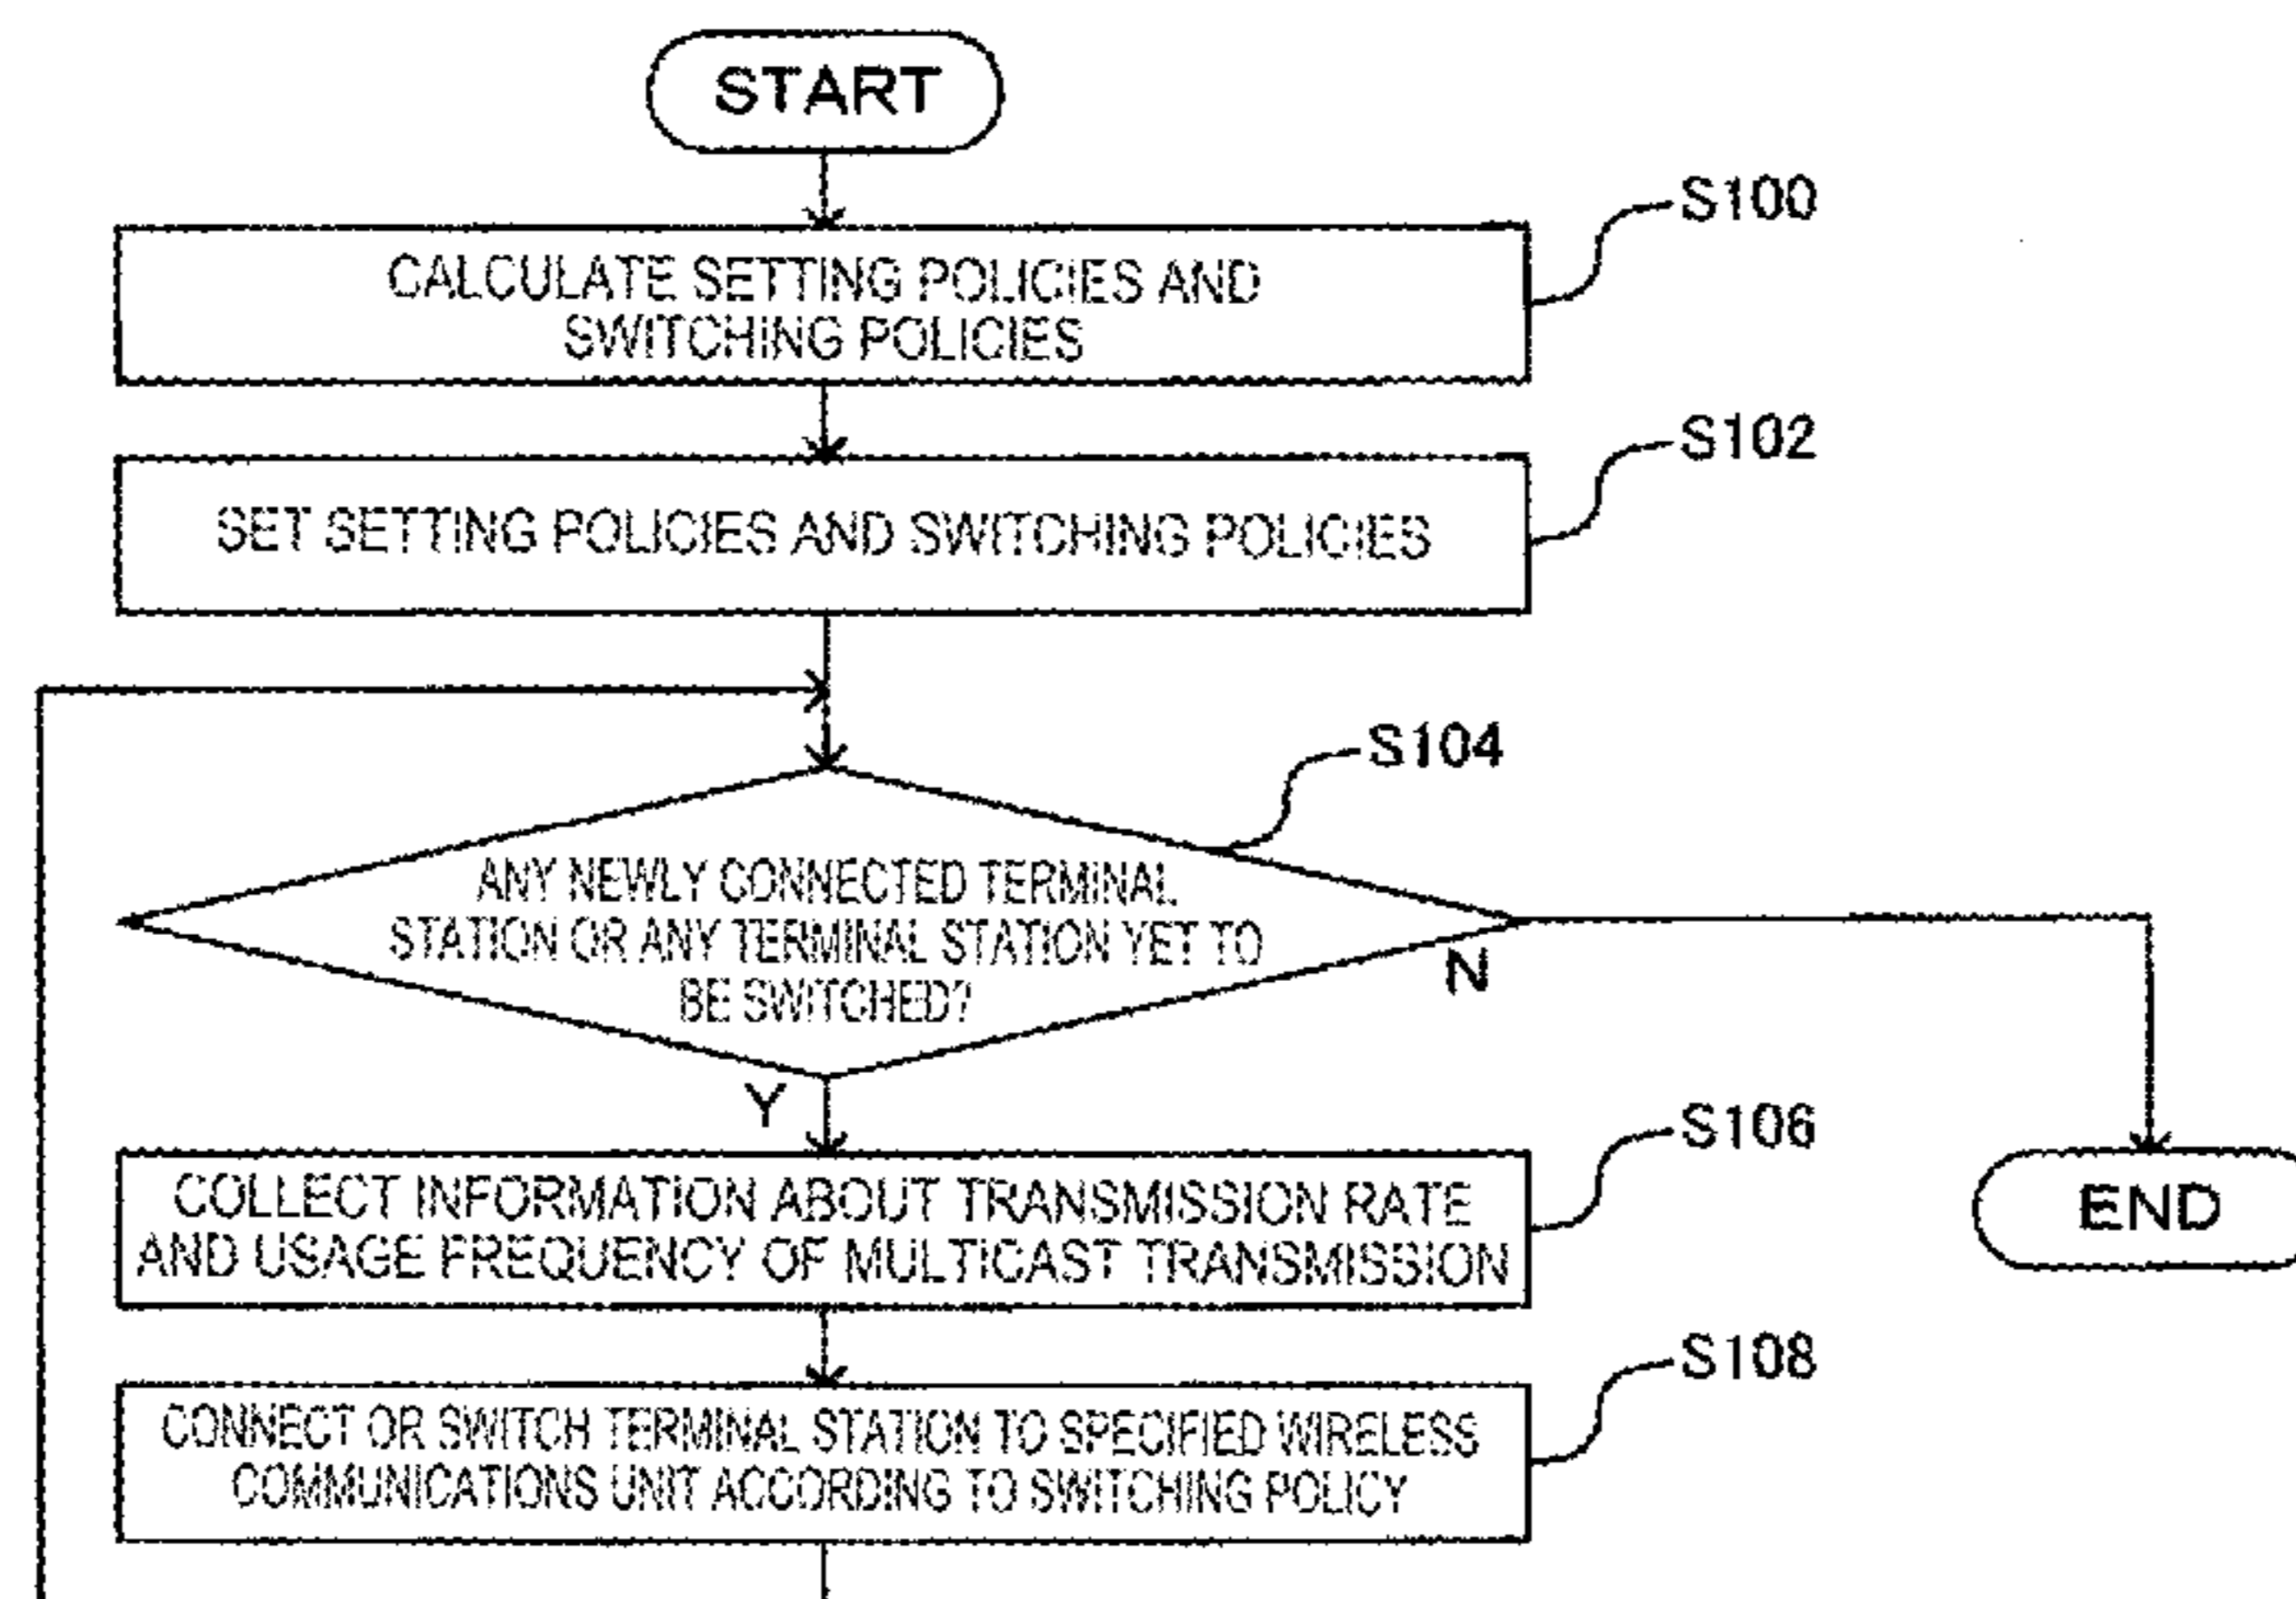 START
S100
CALCULATE SETTING POLICIES AND
SWITCHING POLICIES
S102
SET SETTING POLICIES AND SWITCHING POLICIES
S104
ANY NEWLY CONNECTED TERMINAL
STATION OR ANY TERMINAL STATION YET TO
BE SWITCHED?
N
Y
S106
COLLECT INFORMATION ABOUT TRANSMISSION RATE
AND USAGE FREQUENCY OF MULTICAST TRANSMISSION
END
S108
CONNECT OR SWITCH TERMINAL STATION TO SPECIFIED WIRELESS
COMMUNICATIONS UNIT ACCORDING TO SWITCHING POLICY